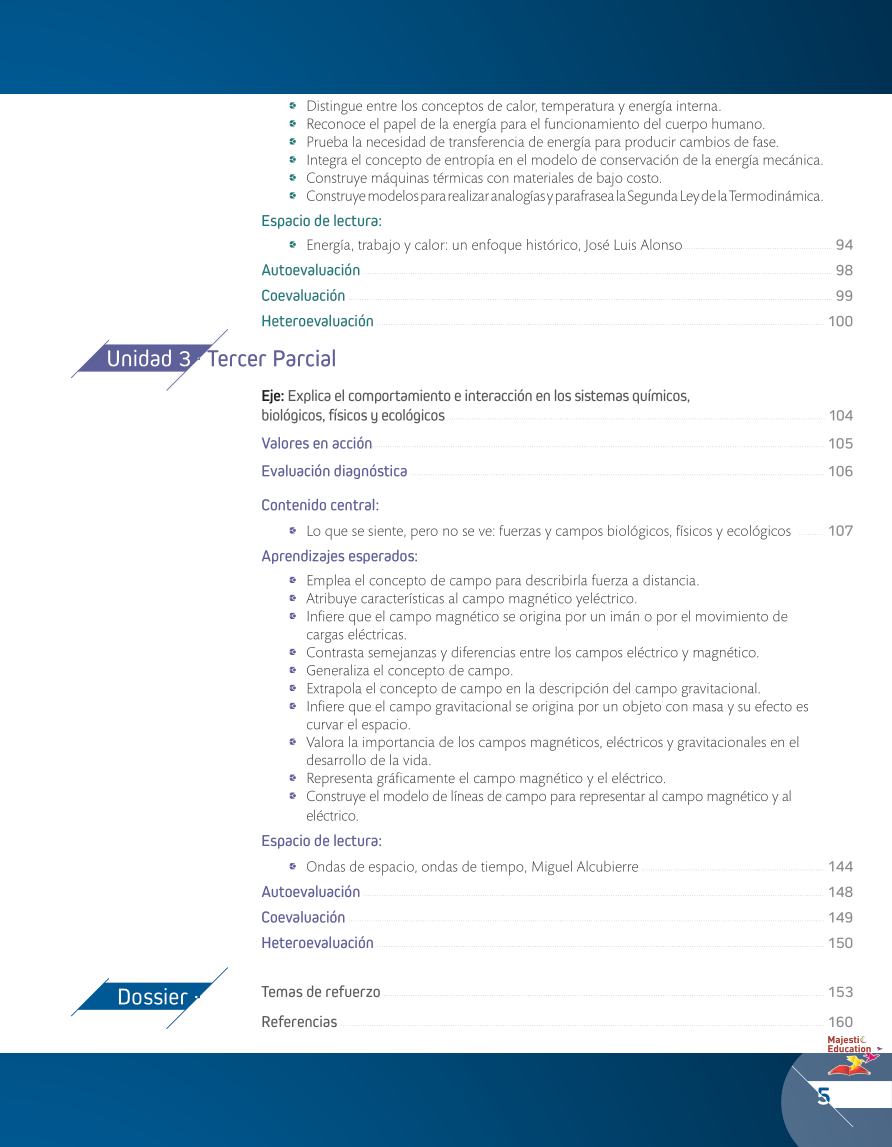 Distingue entre los conceptos de calor, temperatura y energía interna.
Reconoce el papel de la energía para el funcionamiento del cuerpo humano.
Prueba la necesidad de transferencia de energía para producir cambios de fase.
Integra el concepto de entropía en el modelo de conservación de la energía mecánica.
Construye máquinas térmicas con materiales de bajo costo.
Construye modelos para realizar analogías y parafrasea la Segunda Ley de la Termodinámica.
Espacio de lectura:
Energía, trabajo y calor: un enfoque histórico, José Luis Alonso 94
Autoevaluación 98
Coevaluación 99
Heteroevaluación 100
Unidad 3 · Tercer Parcial
Eje: Explica el comportamiento e interacción en los sistemas químicos,
biológicos, físicos y ecológicos 104
Valores en acción 105
Evaluación diagnóstica 106
Contenido central:
Lo que se siente, pero no se ve: fuerzas y campos biológicos, físicos y ecológicos 107
Aprendizajes esperados:
Emplea el concepto de campo para describirla fuerza a distancia.
Atribuye características al campo magnético yeléctrico.
Infiere que el campo magnético se origina por un imán o por el movimiento de
cargas eléctricas.
Contrasta semejanzas y diferencias entre los campos eléctrico y magnético.
Generaliza el concepto de campo.
Extrapola el concepto de campo en la descripción del campo gravitacional.
Infiere que el campo gravitacional se origina por un objeto con masa y su efecto es
curvar el espacio.
Valora la importancia de los campos magnéticos, eléctricos y gravitacionales en el
desarrollo de la vida.
Representa gráficamente el campo magnético y el eléctrico.
Construye el modelo de líneas de campo para representar al campo magnético y al
eléctrico.
Espacio de lectura:
Ondas de espacio, ondas de tiempo, Miguel Alcubierre 144
Autoevaluación 148
Coevaluación 149
Heteroevaluación 150
Dossier ·
Temas de refuerzo 153
Referencias 160
Majestic
Education
5